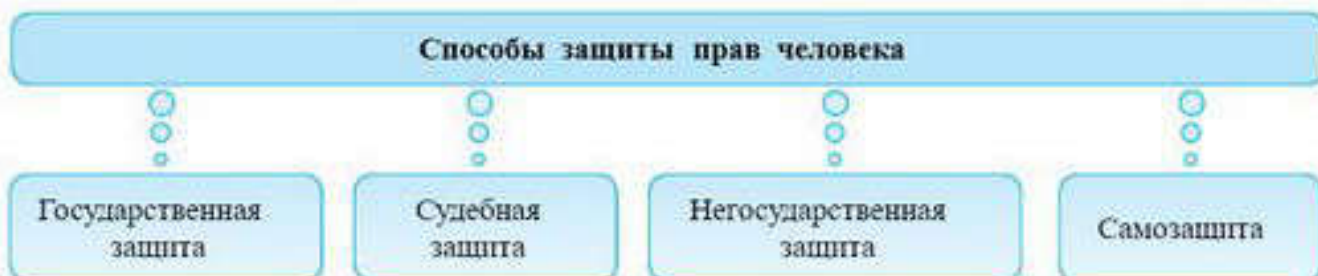 Способы защиты прав человека
Государственная
защита
Судебная
защита
Негосударственная
защита
Самозащита